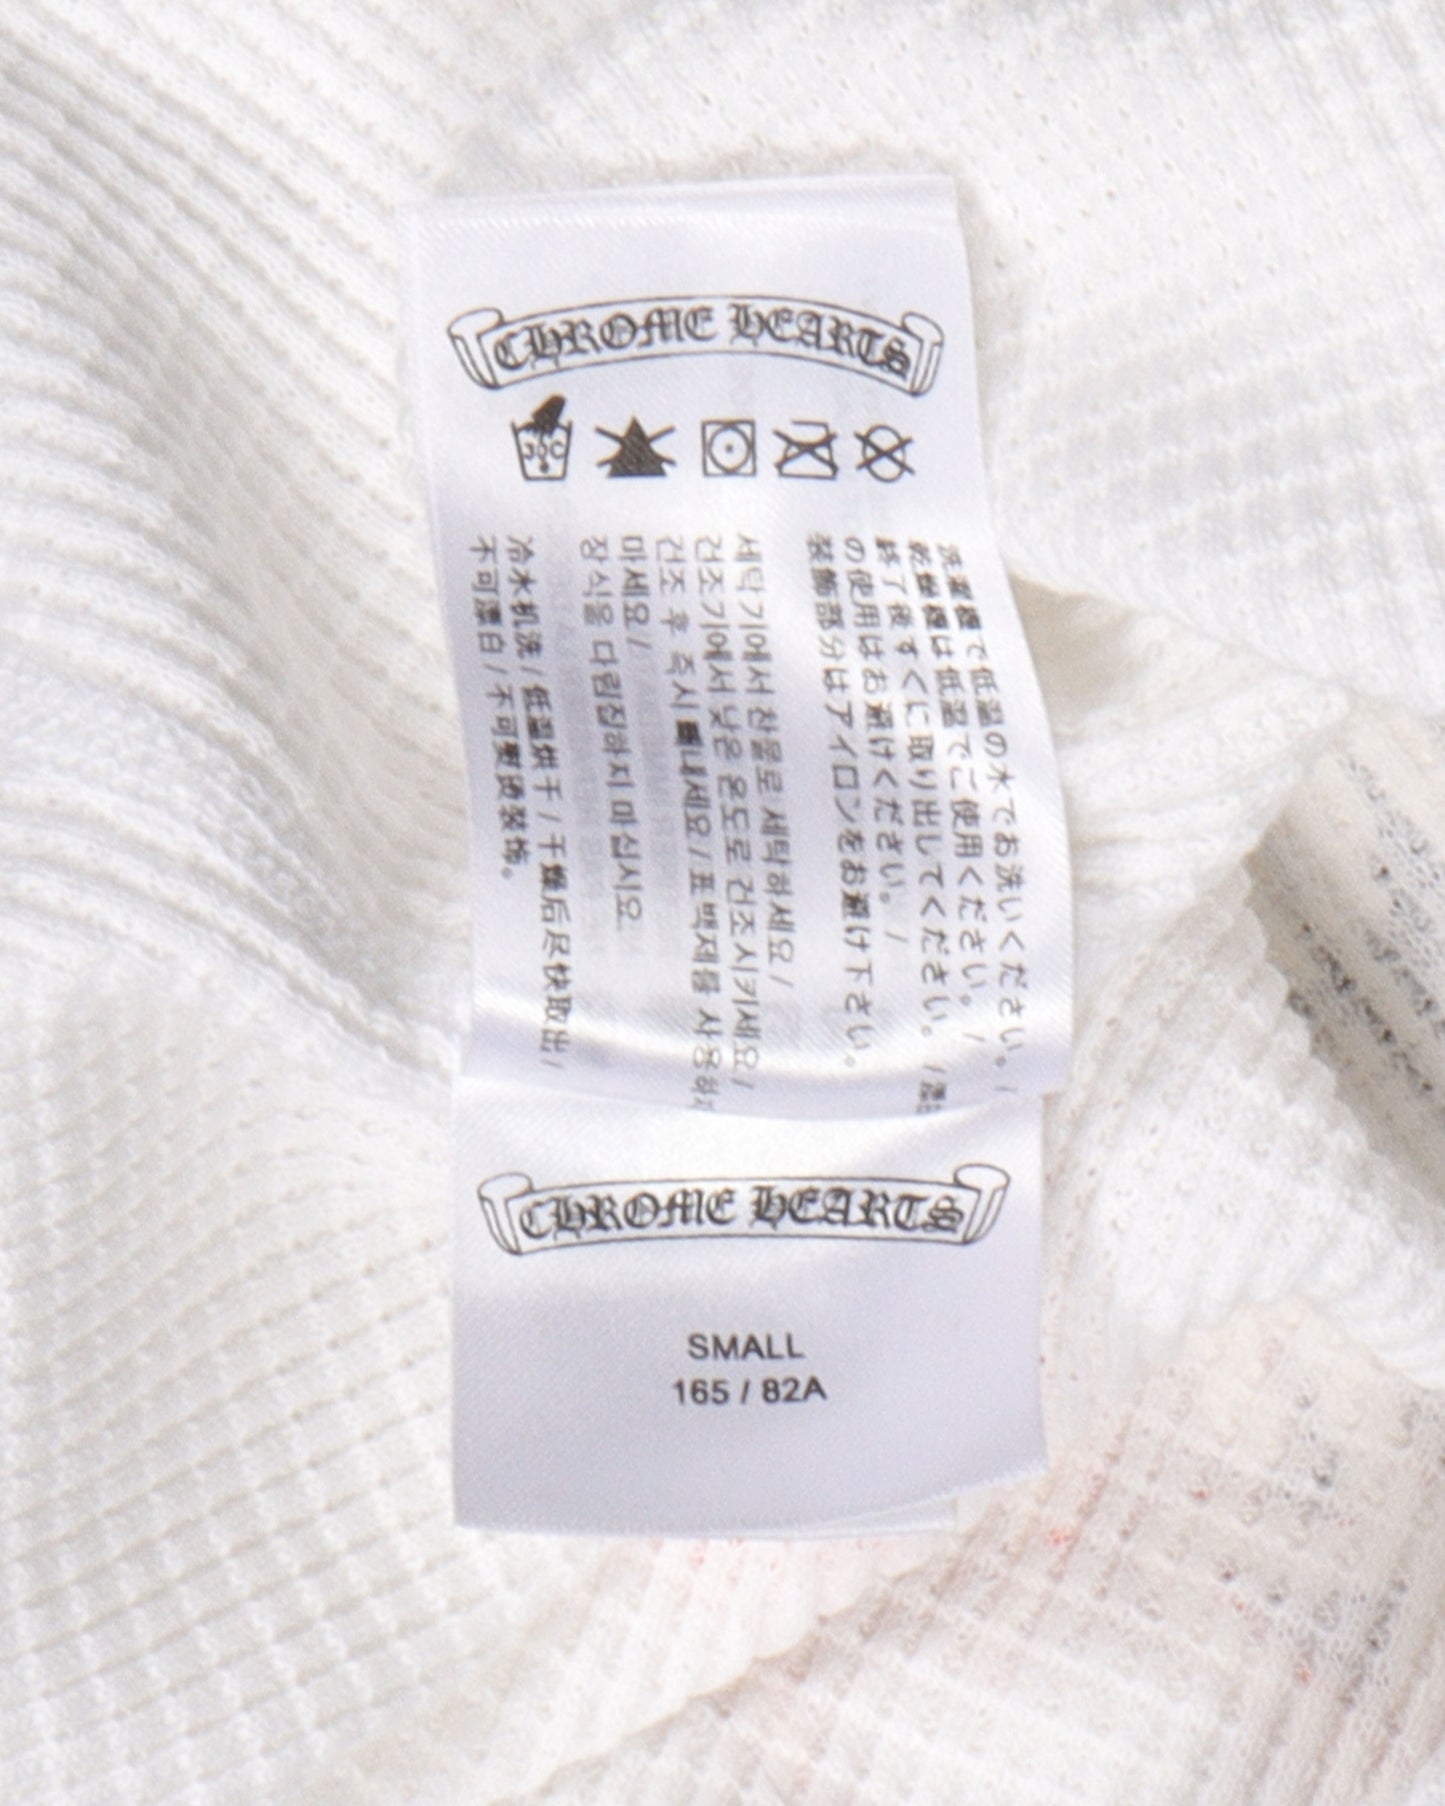 CHROME HEARTS
30C
洗濯機で低温の水でお洗いください。/
乾燥機は低温でご使用ください。/
終了後すぐに取り出してください。/漂白
の使用はお避けください。/
装飾部分はアイロンをお避け下さい。
세탁기에서 찬물로 세탁하세요/
건조기에서 낮은 온도로 건조시키세요/
건조 후 즉시 내세요/표백제를 사용하지
마세요/
장식을 다림질하지 마십시요
冷水机洗/低温烘干/干燥后尽快取出/
不可漂白/不可熨烫装饰。
CHROME HEARTS
SMALL
165 / 82A